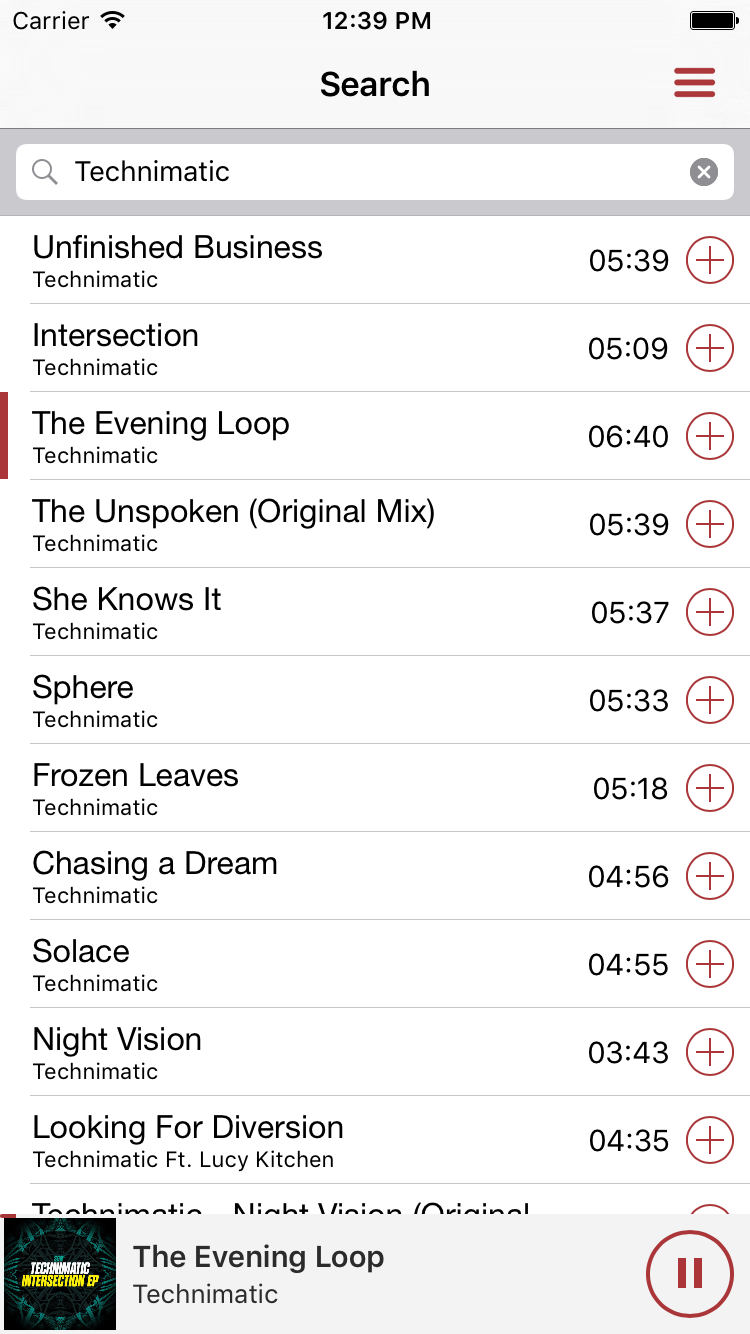 Carrier 12:39 PM
Search
Technimatic
Unfinished Business
Technimatic
05:39
Intersection
Technimatic
05:09
The Evening Loop
Technimatic
06:40
The Unspoken (Original Mix)
Technimatic
05:39
She Knows It
Technimatic
05:37
Sphere
Technimatic
05:33
Frozen Leaves
Technimatic
05:18
Chasing a Dream
Technimatic
04:56
Solace
Technimatic
04:55
Night Vision
Technimatic
03:43
Looking For Diversion
Technimatic Ft. Lucy Kitchen
04:35
Technimatic - Night Vision (Original
TECHNIMATIC
INTERSECTION EP
The Evening Loop
Technimatic